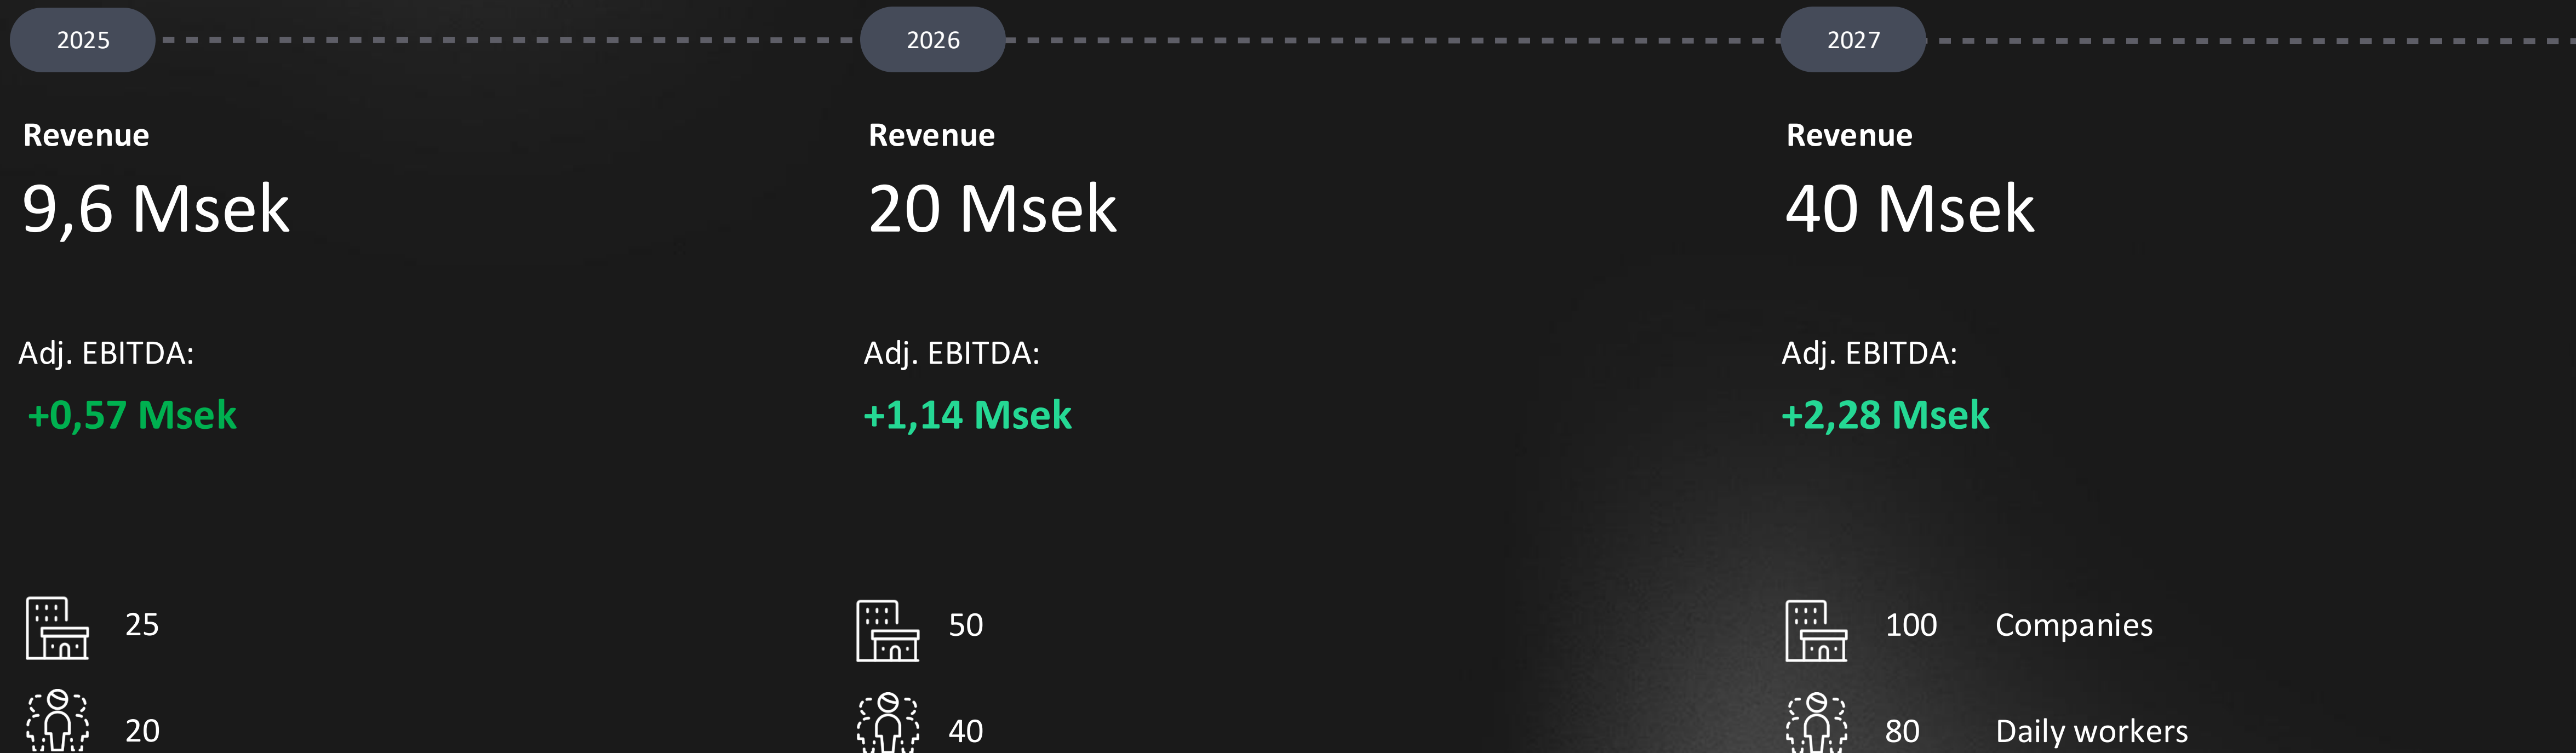 2025
2026
2027
Revenue
Revenue
Revenue
9,6 Msek
20 Msek
40 Msek
Adj. EBITDA:
Adj. EBITDA:
Adj. EBITDA:
+0,57 Msek
+1,14 Msek
+2,28 Msek
25
50
100 Companies
20
40
80 Daily workers